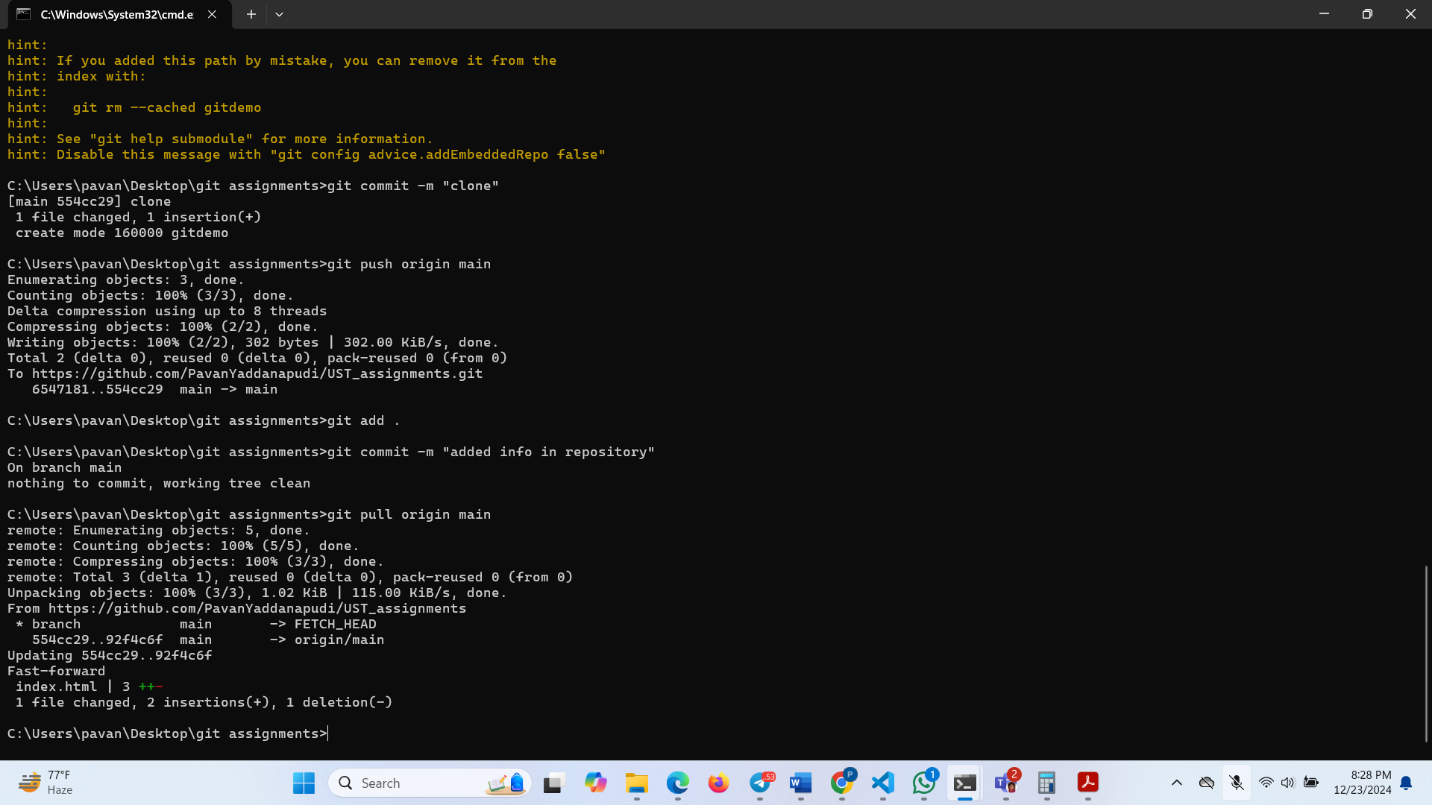 C:\Windows\System32\cmd.e
hint:
hint: If you added this path by mistake, you can remove it from the
hint: index with:
hint:
hint:   git rm --cached gitdemo
hint:
hint: See "git help submodule" for more information.
hint: Disable this message with "git config advice.addEmbeddedRepo false"
C:\Users\pavan\Desktop\git assignments>git commit -m "clone"
[main 554cc29] clone
 1 file changed, 1 insertion(+)
 create mode 160000 gitdemo
C:\Users\pavan\Desktop\git assignments>git push origin main
Enumerating objects: 3, done.
Counting objects: 100% (3/3), done.
Delta compression using up to 8 threads
Compressing objects: 100% (2/2), done.
Writing objects: 100% (2/2), 302 bytes | 302.00 KiB/s, done.
Total 2 (delta 0), reused 0 (delta 0), pack-reused 0 (from 0)
To https://github.com/PavanYaddanapudi/UST_assignments.git
   6547181..554cc29  main -> main
C:\Users\pavan\Desktop\git assignments>git add .
C:\Users\pavan\Desktop\git assignments>git commit -m "added info in repository"
On branch main
nothing to commit, working tree clean
C:\Users\pavan\Desktop\git assignments>git pull origin main
remote: Enumerating objects: 5, done.
remote: Counting objects: 100% (5/5), done.
remote: Compressing objects: 100% (3/3), done.
remote: Total 3 (delta 1), reused 0 (delta 0), pack-reused 0 (from 0)
Unpacking objects: 100% (3/3), 1.02 KiB | 115.00 KiB/s, done.
From https://github.com/PavanYaddanapudi/UST_assignments
 * branch            main       -> FETCH_HEAD
   554cc29..92f4c6f  main       -> origin/main
Updating 554cc29..92f4c6f
Fast-forward
 index.html | 3 ++-
 1 file changed, 2 insertions(+), 1 deletion(-)
C:\Users\pavan\Desktop\git assignments>
77°F
Haze
Search
53
P
1
2
8:28 PM
12/23/2024